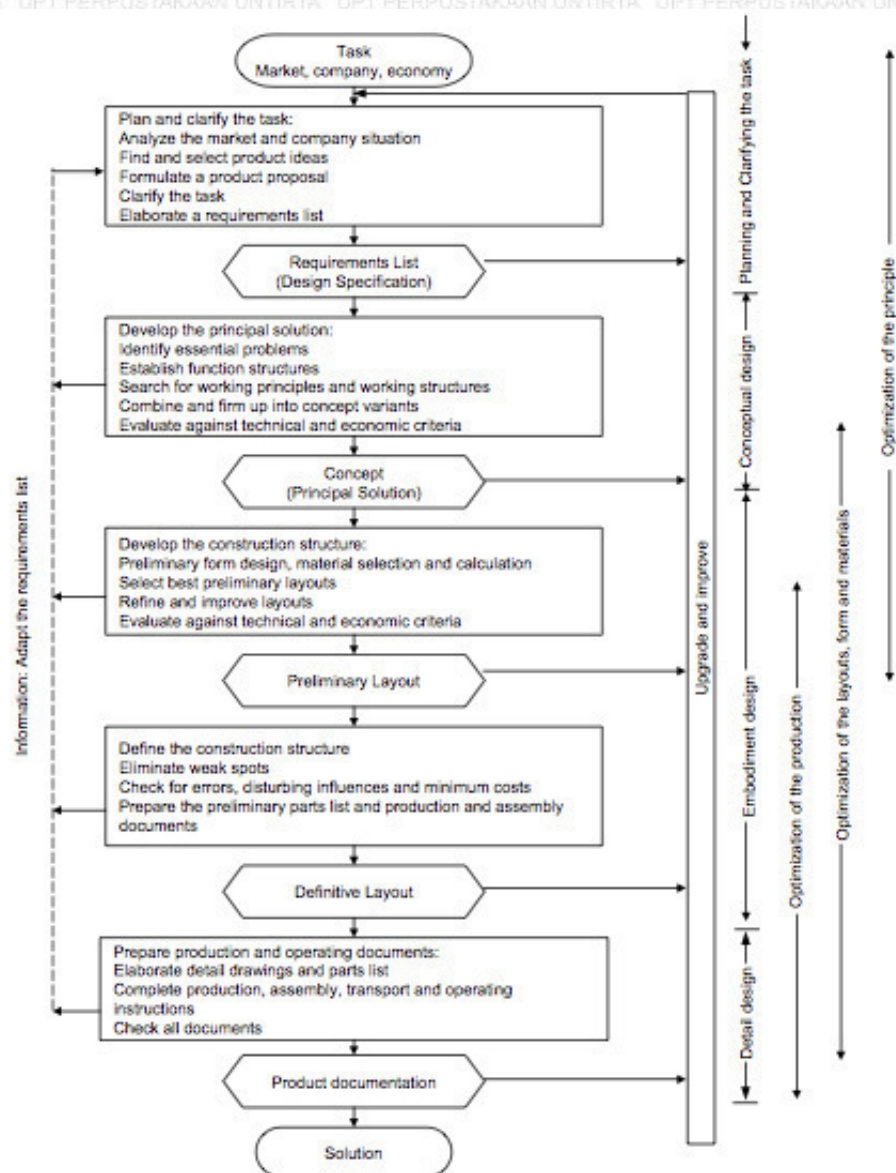 UPT PERPUSTAKAAN UNTIRTA UPT PERPUSTAKAAN UNTIRTA UPT PERPUSTAKAAN
Task
Market, company, economy
Plan and clarify the task:
Analyze the market and company situation
Find and select product ideas
Formulate a product proposal
Clarify the task
Elaborate a requirements list
Requirements List
(Design Specification)
Develop the principal solution:
Identify essential problems
Establish function structures
Search for working principles and working structures
Combine and firm up into concept variants
Evaluate against technical and economic criteria
Concept
(Principal Solution)
Develop the construction structure:
Preliminary form design, material selection and calculation
Select best preliminary layouts
Refine and improve layouts
Evaluate against technical and economic criteria
Preliminary Layout
Define the construction structure
Eliminate weak spots
Check for errors, disturbing influences and minimum costs
Prepare the preliminary parts list and production and assembly
documents
Definitive Layout
Prepare production and operating documents:
Elaborate detail drawings and parts list
Complete production, assembly, transport and operating
instructions
Check all documents
Product documentation
Solution
Information: Adapt the requirements list
Upgrade and improve
Planning and Clarifying the task
Conceptual design
Embodiment design
Detail design
Optimization of the production
Optimization of the layouts, form and materials
Optimization of the principle